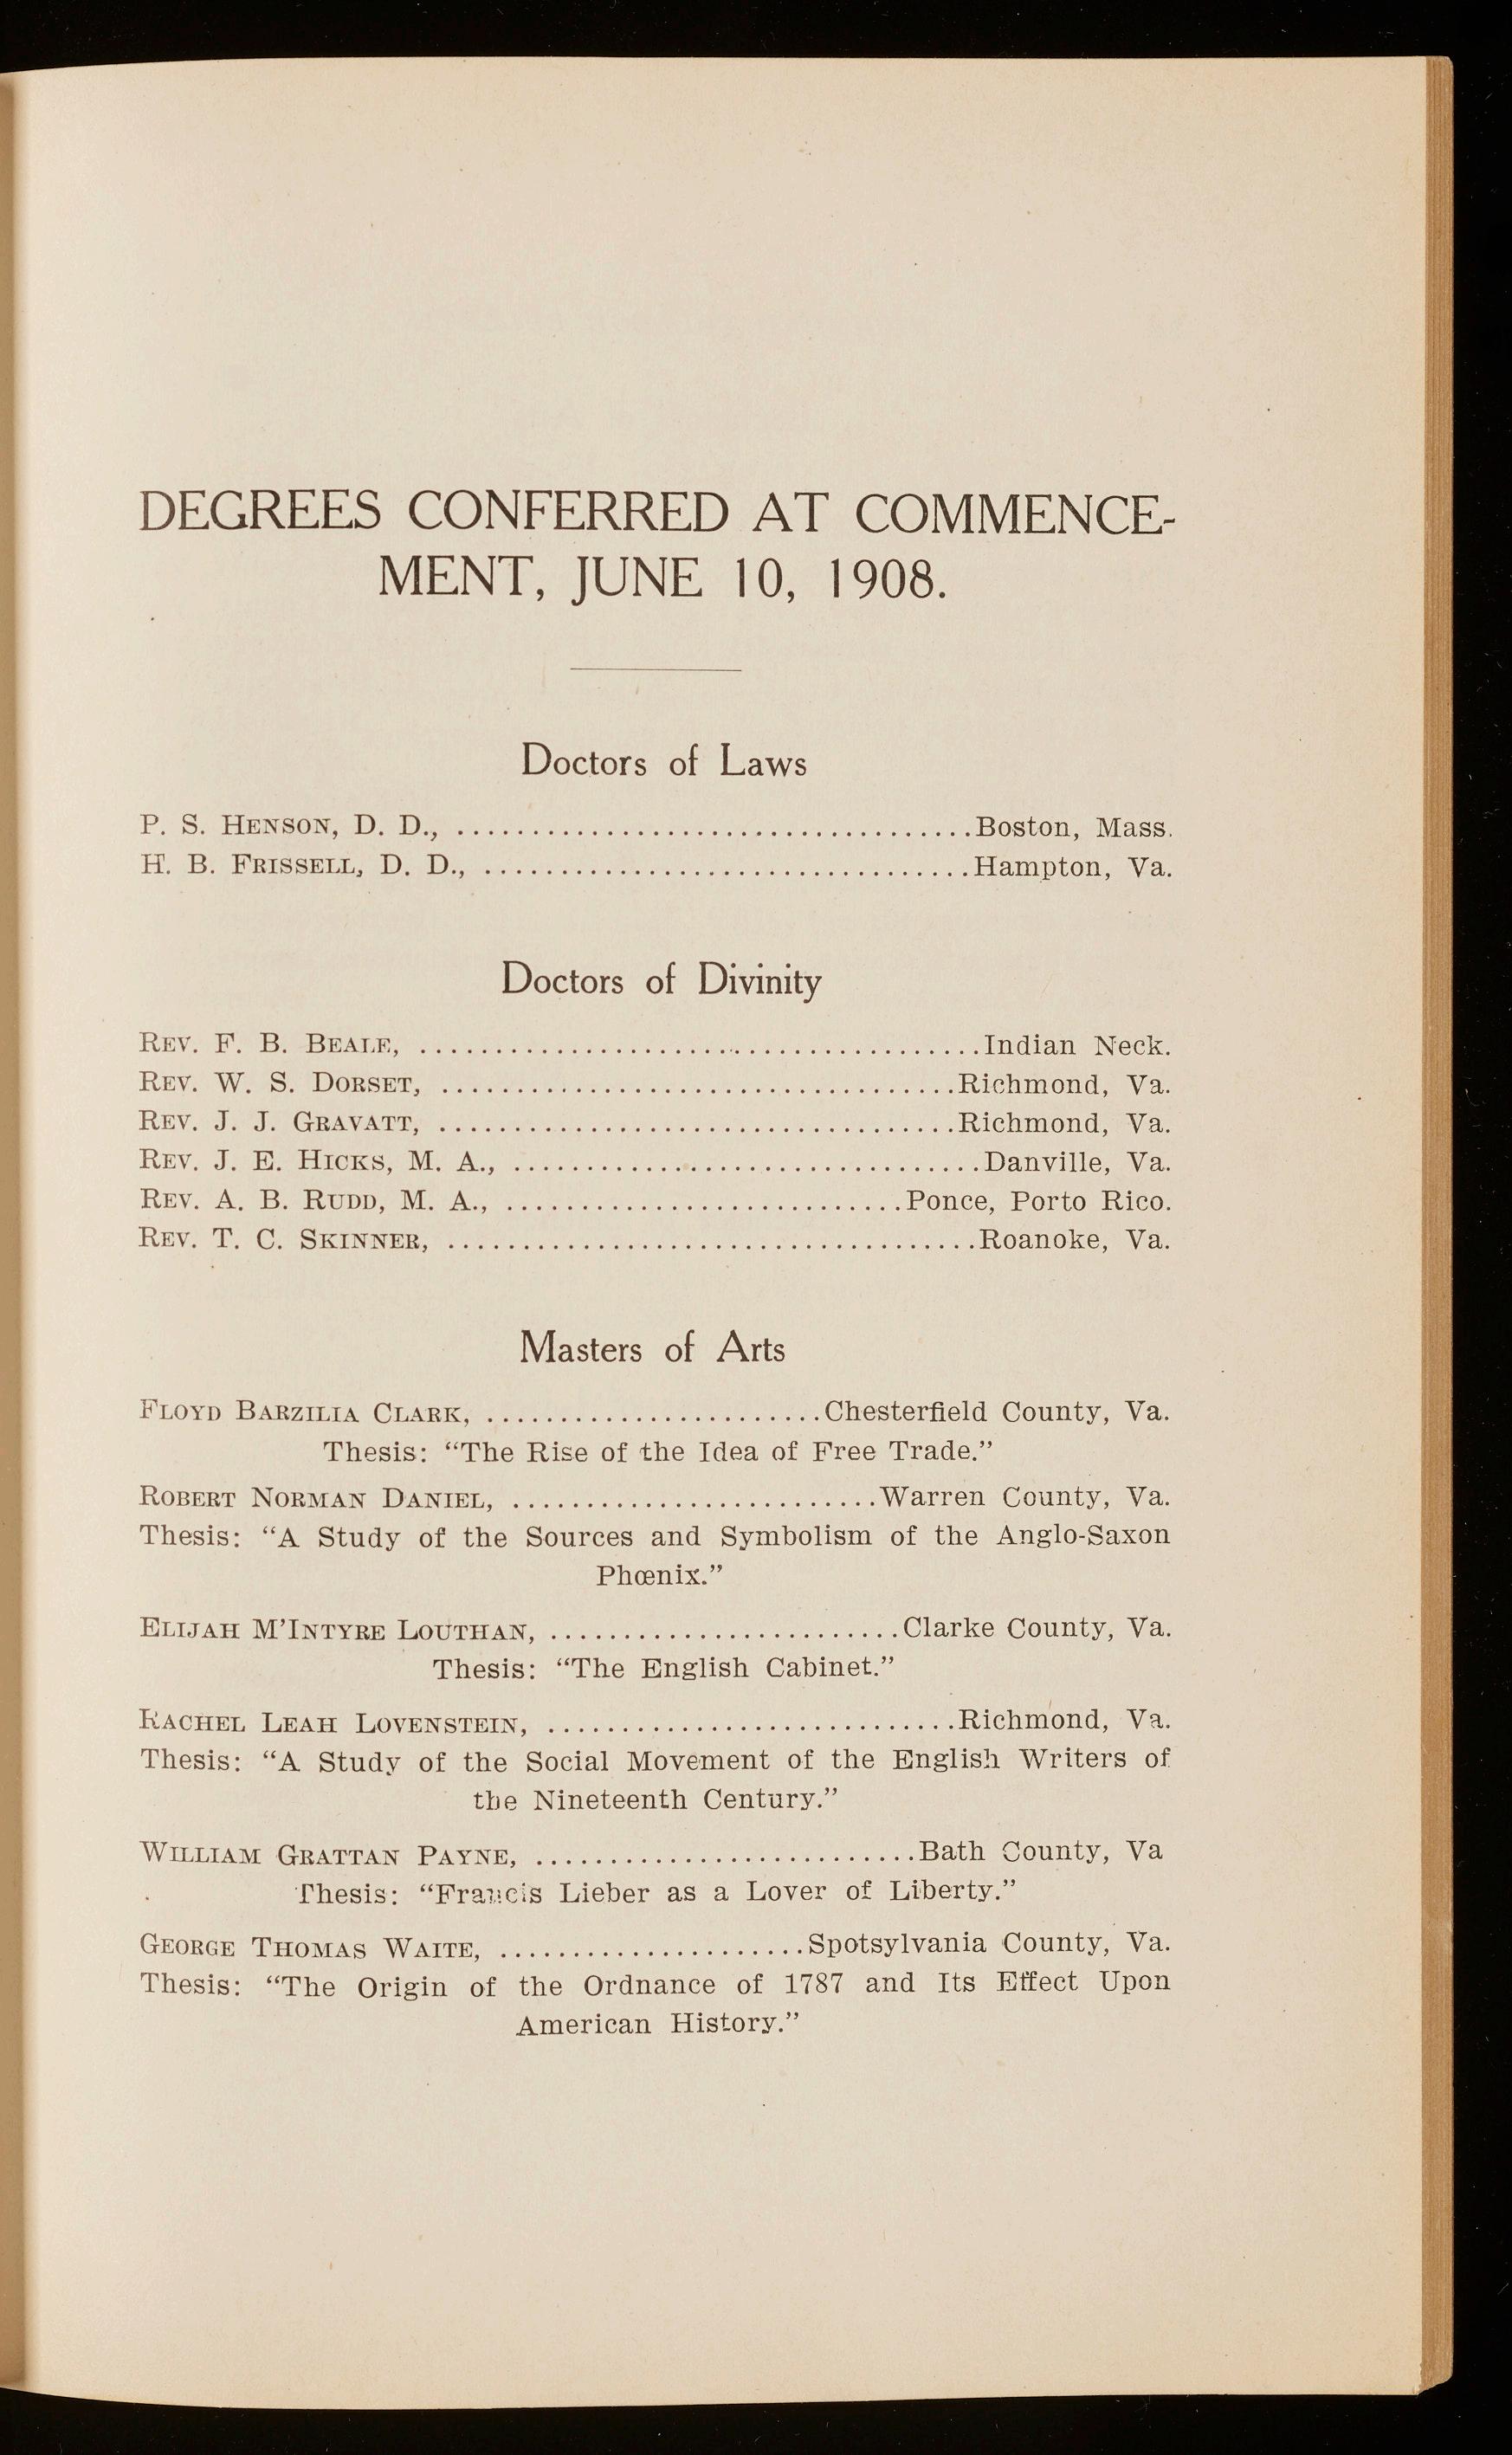 DEGREES CONFERRED AT COMMENCE-
MENT, JUNE 10, 1908.
Doctors of Laws
P. S. HENSON, D. D., ..................................Boston, Mass.
H. B. FRISSELL, D. D., ................................Hampton, Va.
Doctors of Divinity
REV. F. B. BEALE, .....................................Indian Neck.
REV. W. S. DORSET, ..................................Richmond, Va.
REV. J. J. GRAVATT, ..................................Richmond, Va.
REV. J. E. HICKS, M. A., ...............................Danville, Va.
REV. A. B. RUDD, M. A., ..........................Ponce, Porto Rico.
REV. T. C. SKINNER, ...................................Roanoke, Va.
Masters of Arts
FLOYD BARZILIA CLARK, .......................Chesterfield County, Va.
Thesis: “The Rise of the Idea of Free Trade.”
ROBERT NORMAN DANIEL, .........................Warren County, Va.
Thesis: “A Study of the Sources and Symbolism of the Anglo-Saxon
Phœnix.”
ELIJAH M’INTYRE LOUTHAN, ........................Clarke County, Va.
Thesis: “The English Cabinet.”
RACHEL LEAH LOVENSTEIN, ............................Richmond, Va.
Thesis: “A Study of the Social Movement of the English Writers of
the Nineteenth Century.”
WILLIAM GRATTAN PAYNE, ..........................Bath County, Va
Thesis: “Francis Lieber as a Lover of Liberty.”
GEORGE THOMAS WAITE, .....................Spotsylvania County, Va.
Thesis: “The Origin of the Ordnance of 1787 and Its Effect Upon
American History.”